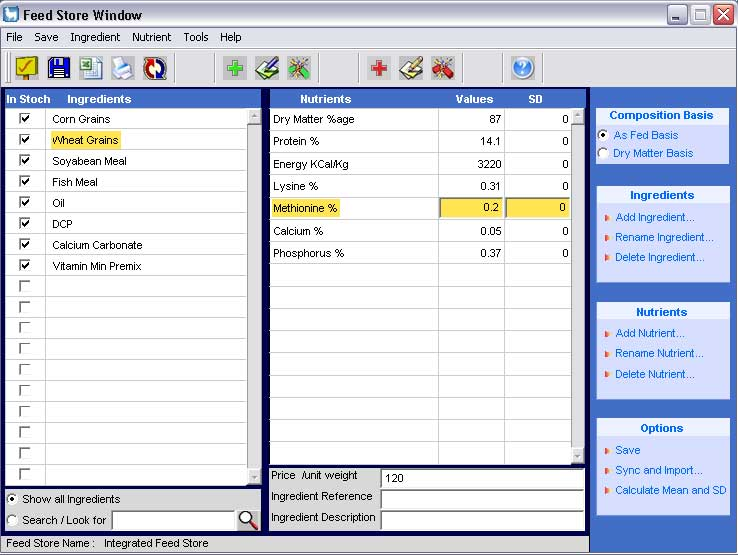 Feed Store Window
File Save Ingredient Nutrient Tools Help
In Stoch Ingredients
Corn Grains
Wheat Grains
Soyabean Meal
Fish Meal
Oil
DCP
Calcium Carbonate
Vitamin Min Premix
Show all Ingredients
Search / Look for
Nutrients Values SD
Dry Matter %age 87 0
Protein % 14.1 0
Energy KCal/Kg 3220 0
Lysine % 0.31 0
Methionine % 0.2 0
Calcium % 0.05 0
Phosphorus % 0.37 0
Price /unit weight 120
Ingredient Reference
Ingredient Description
Composition Basis
As Fed Basis
Dry Matter Basis
Ingredients
Add Ingredient...
Rename Ingredient...
Delete Ingredient...
Nutrients
Add Nutrient...
Rename Nutrient...
Delete Nutrient...
Options
Save
Sync and Import...
Calculate Mean and SD
Feed Store Name : Integrated Feed Store